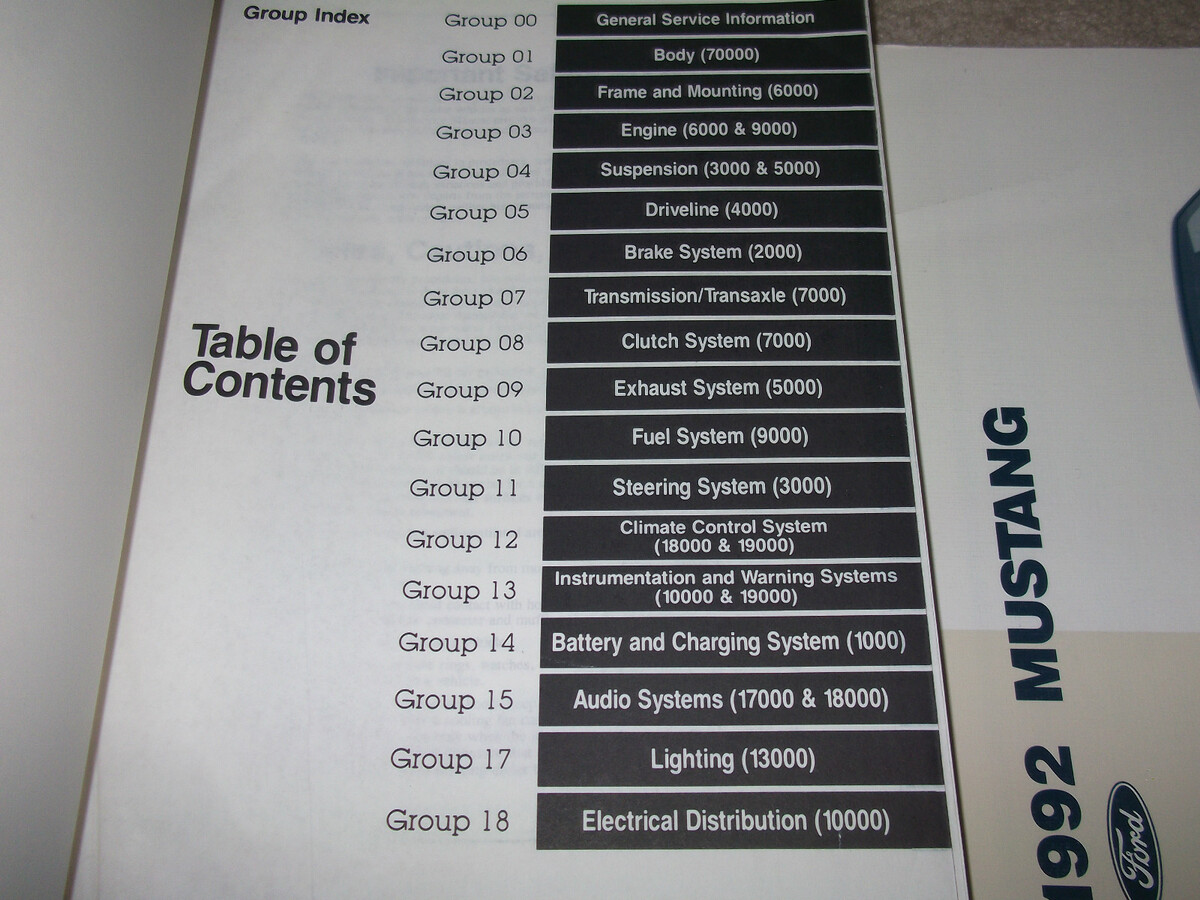 Group Index
Group 00 General Service Information
Group 01 Body (70000)
Group 02 Frame and Mounting (6000)
Group 03 Engine (6000 & 9000)
Group 04 Suspension (3000 & 5000)
Group 05 Driveline (4000)
Group 06 Brake System (2000)
Group 07 Transmission/Transaxle (7000)
Table of
Contents
Group 08 Clutch System (7000)
Group 09 Exhaust System (5000)
Group 10 Fuel System (9000)
Group 11 Steering System (3000)
Group 12 Climate Control System
(18000 & 19000)
Group 13 Instrumentation and Warning Systems
(10000 & 19000)
Group 14 Battery and Charging System (1000)
Group 15 Audio Systems (17000 & 18000)
Group 17 Lighting (13000)
Group 18 Electrical Distribution (10000)
1992 MUSTANG
Ford